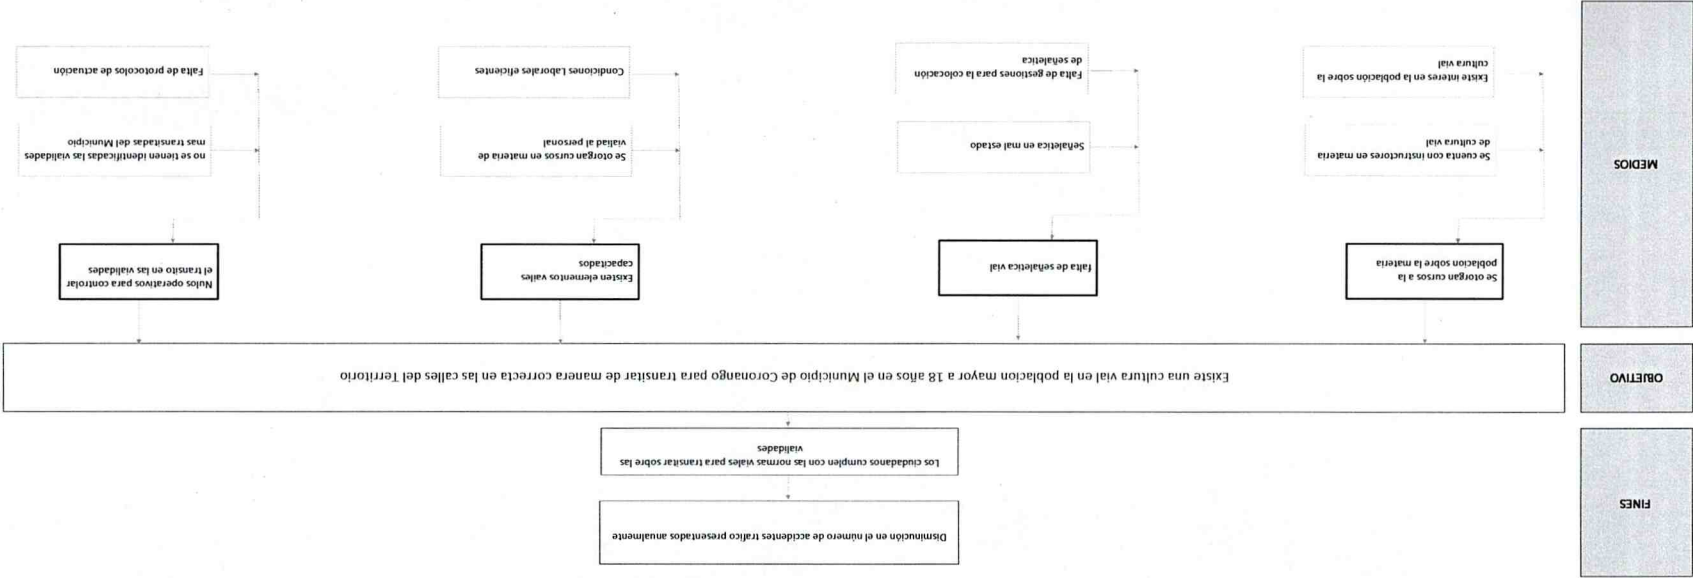 FINES
Disminución en el número de accidentes trafico presentados anualmente
Los ciudadanos cumplen con las normas viales para transitar sobre las
vialidades
OBJETIVO
Existe una cultura vial en la poblacion mayor a 18 años en el Municipio de Coronango para transitar de manera correcta en las calles del Territorio
MEDIOS
Se otorgan cursos a la
poblacion sobre la materia
falta de señaletica vial
Existen elementos vailes
capacitados
Nulos operativos para controlar
el transito en las vialidades
Se cuenta con instructores en materia
de cultura vial
Señaletica en mal estado
Se otorgan cursos en materia de
vialiad al personal
no se tienen identificadas las vialidades
mas transitadas del Municipio
Existe interes en la población sobre la
cultura vial
Falta de gestiones para la colocación
de señaletica
Condiciones Laborales eficientes
Falta de protocolos de actuación